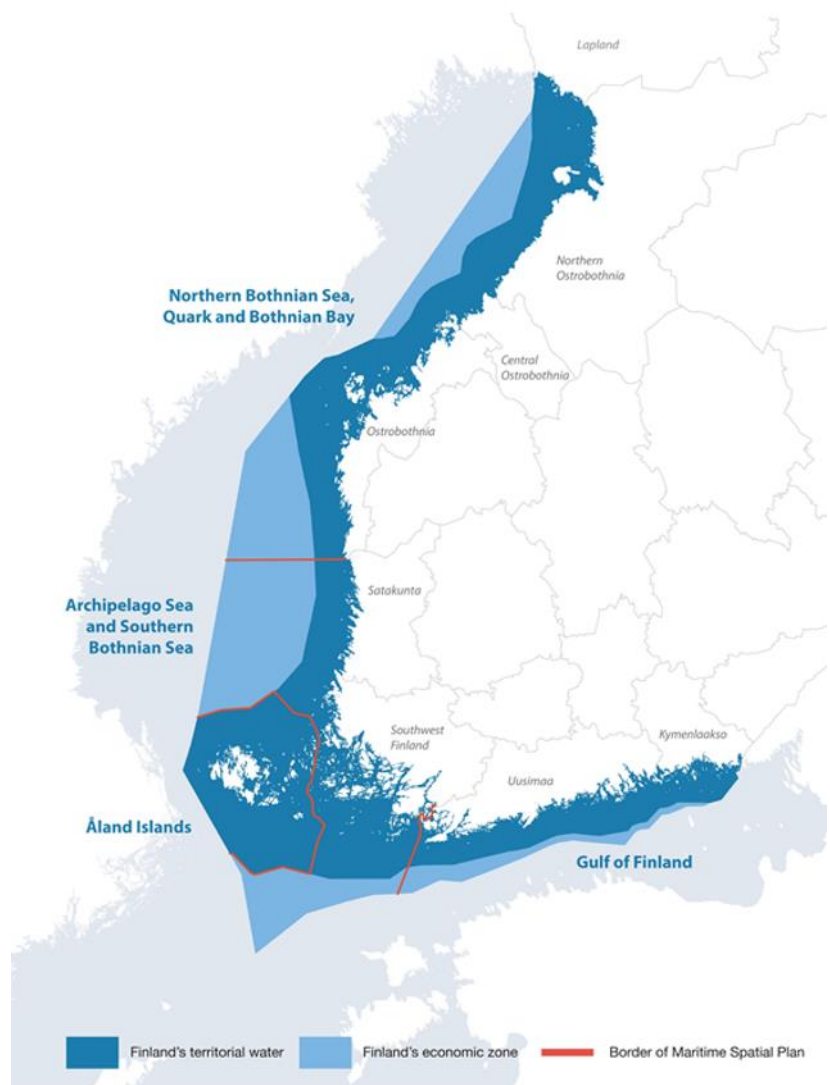 Lapland
Northern
Ostrobothnia
Northern Bothnian Sea,
Quark and Bothnian Bay
Central
Ostrobothnia
Ostrobothnia
Satakunta
Archipelago Sea
and Southern
Bothnian Sea
Southwest
Finland
Kymenlaakso
Uusimaa
Åland Islands
Gulf of Finland
Finland's territorial water
Finland's economic zone
Border of Maritime Spatial Plan